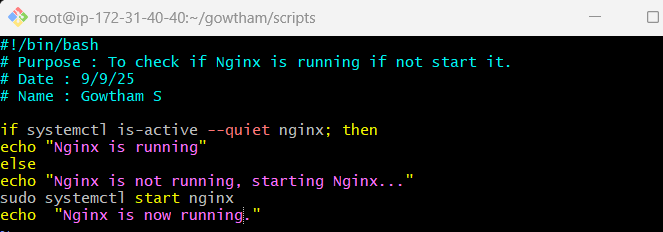 root@ip-172-31-40-40:~/gowtham/scripts
#!/bin/bash
# Purpose : To check if Nginx is running if not start it.
# Date : 9/9/25
# Name : Gowtham S
if systemctl is-active --quiet nginx; then
echo "Nginx is running"
else
echo "Nginx is not running, starting Nginx..."
sudo systemctl start nginx
echo  "Nginx is now running."